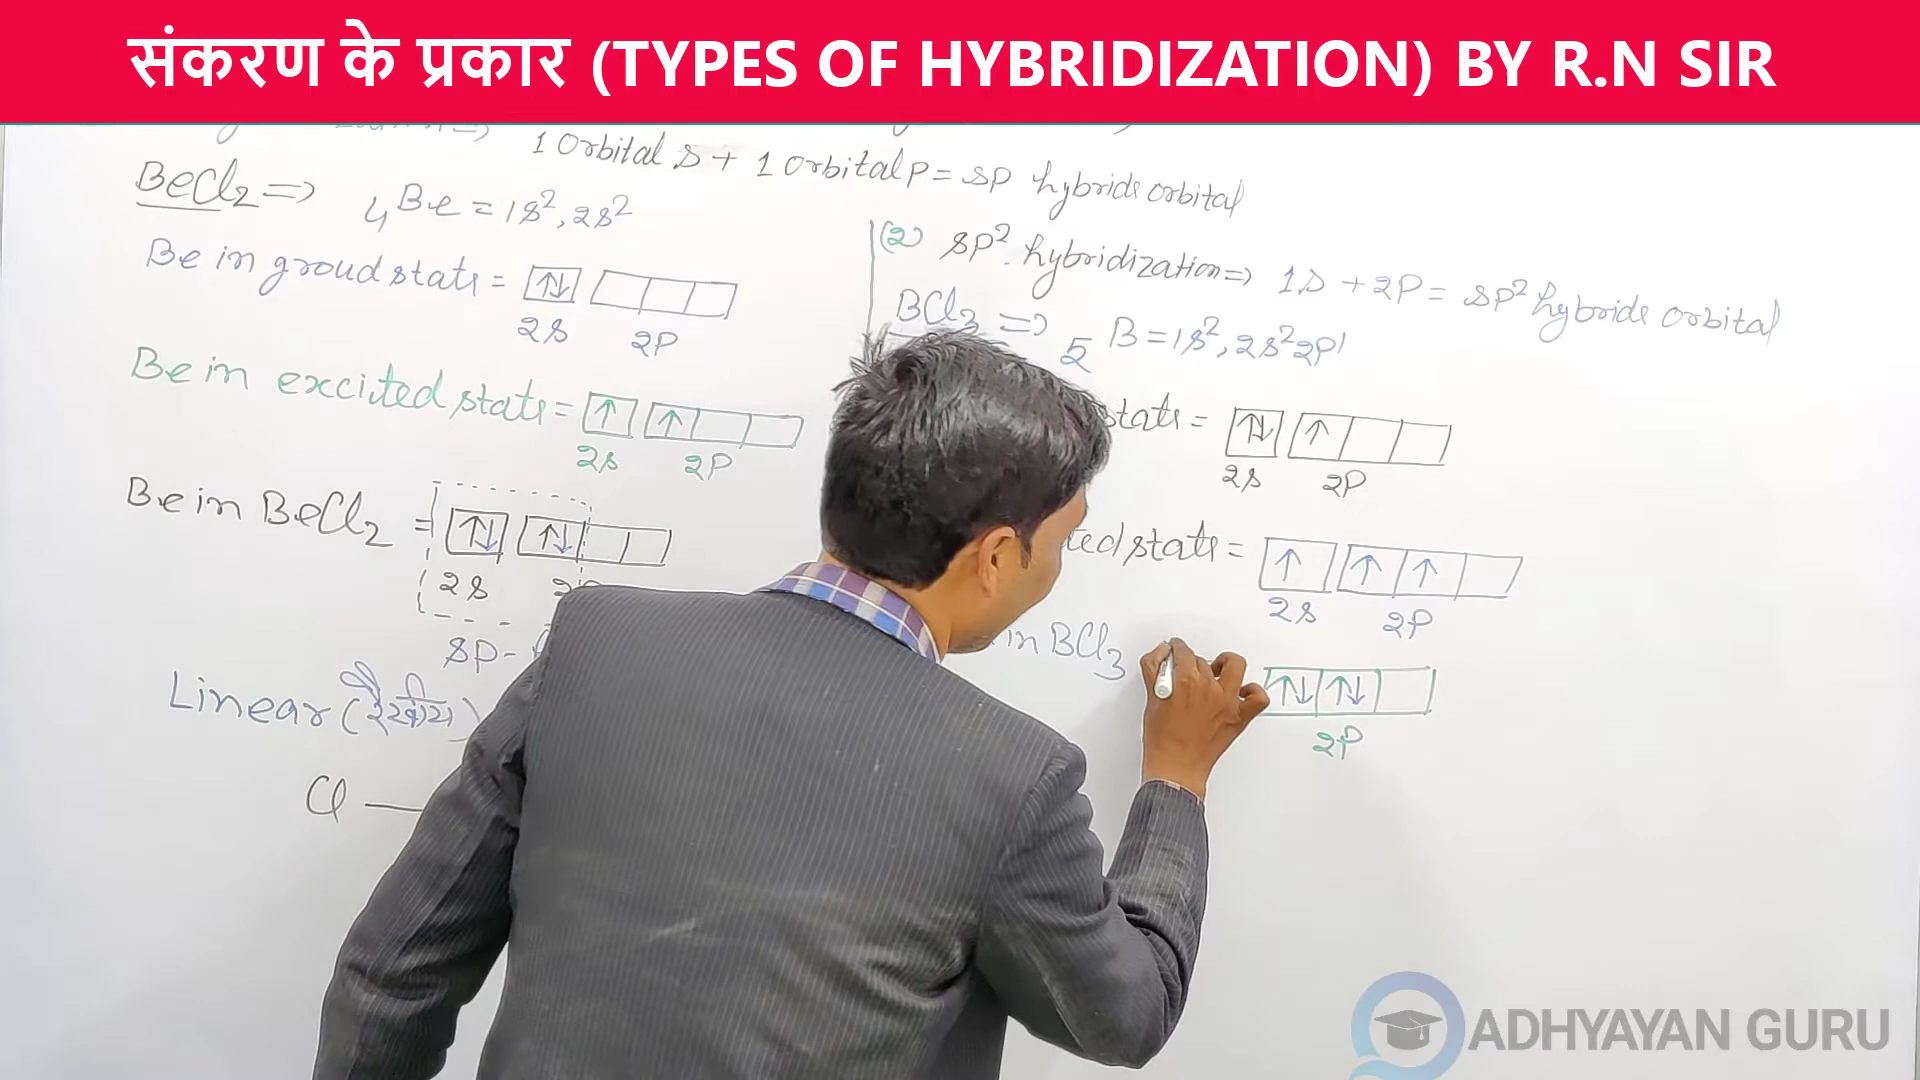 संकरण के प्रकार (TYPES OF HYBRIDIZATION) BY R.N SIR
1 Orbital s + 1 Orbital p = sp hybride orbital
BeCl2 => 4Be = 1s², 2s²
Be in groud state = ↑↓
2s 2P
Be in excited state = ↑ ↑
2s 2P
Be in BeCl2 = ↑↓ ↑↓
2s
sp-
Linear (
Cl —
(2) sp² hybridization => 1s + 2P = sp² hybride orbital
BCl3 => 5B = 1s², 2s² 2p¹
state = ↑↓ ↑
2s 2P
ted state = ↑ ↑ ↑
2s 2P
in BCl3 ↑↓ ↑↓
2P
ADHYAYAN GURU